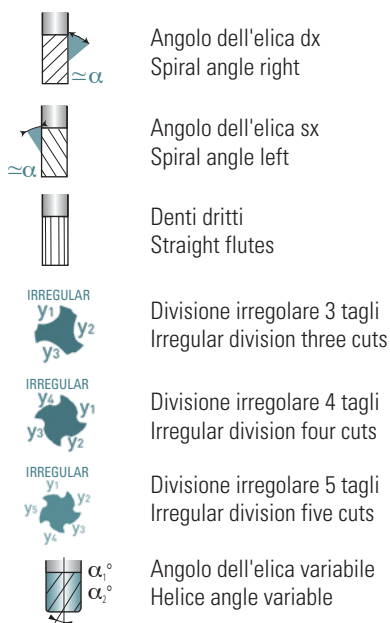 ≃α
Angolo dell'elica dx
Spiral angle right
≃α
Angolo dell'elica sx
Spiral angle left
Denti dritti
Straight flutes
IRREGULAR
y1
y2
y3
Divisione irregolare 3 tagli
Irregular division three cuts
IRREGULAR
y4
y1
y3
y2
Divisione irregolare 4 tagli
Irregular division four cuts
IRREGULAR
y1
y5
y2
y4
y3
Divisione irregolare 5 tagli
Irregular division five cuts
α1°
α2°
Angolo dell'elica variabile
Helice angle variable